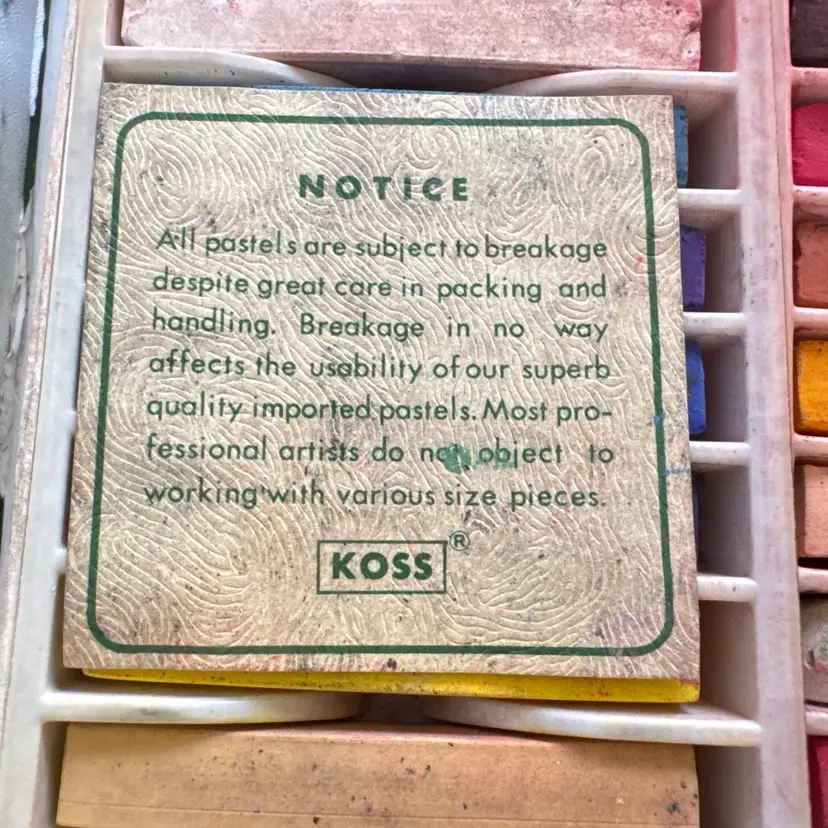 NOTICE
All pastels are subject to breakage
despite great care in packing and
handling. Breakage in no way
affects the usability of our superb
quality imported pastels. Most pro-
fessional artists do not object to
working with various size pieces.
KOSS®